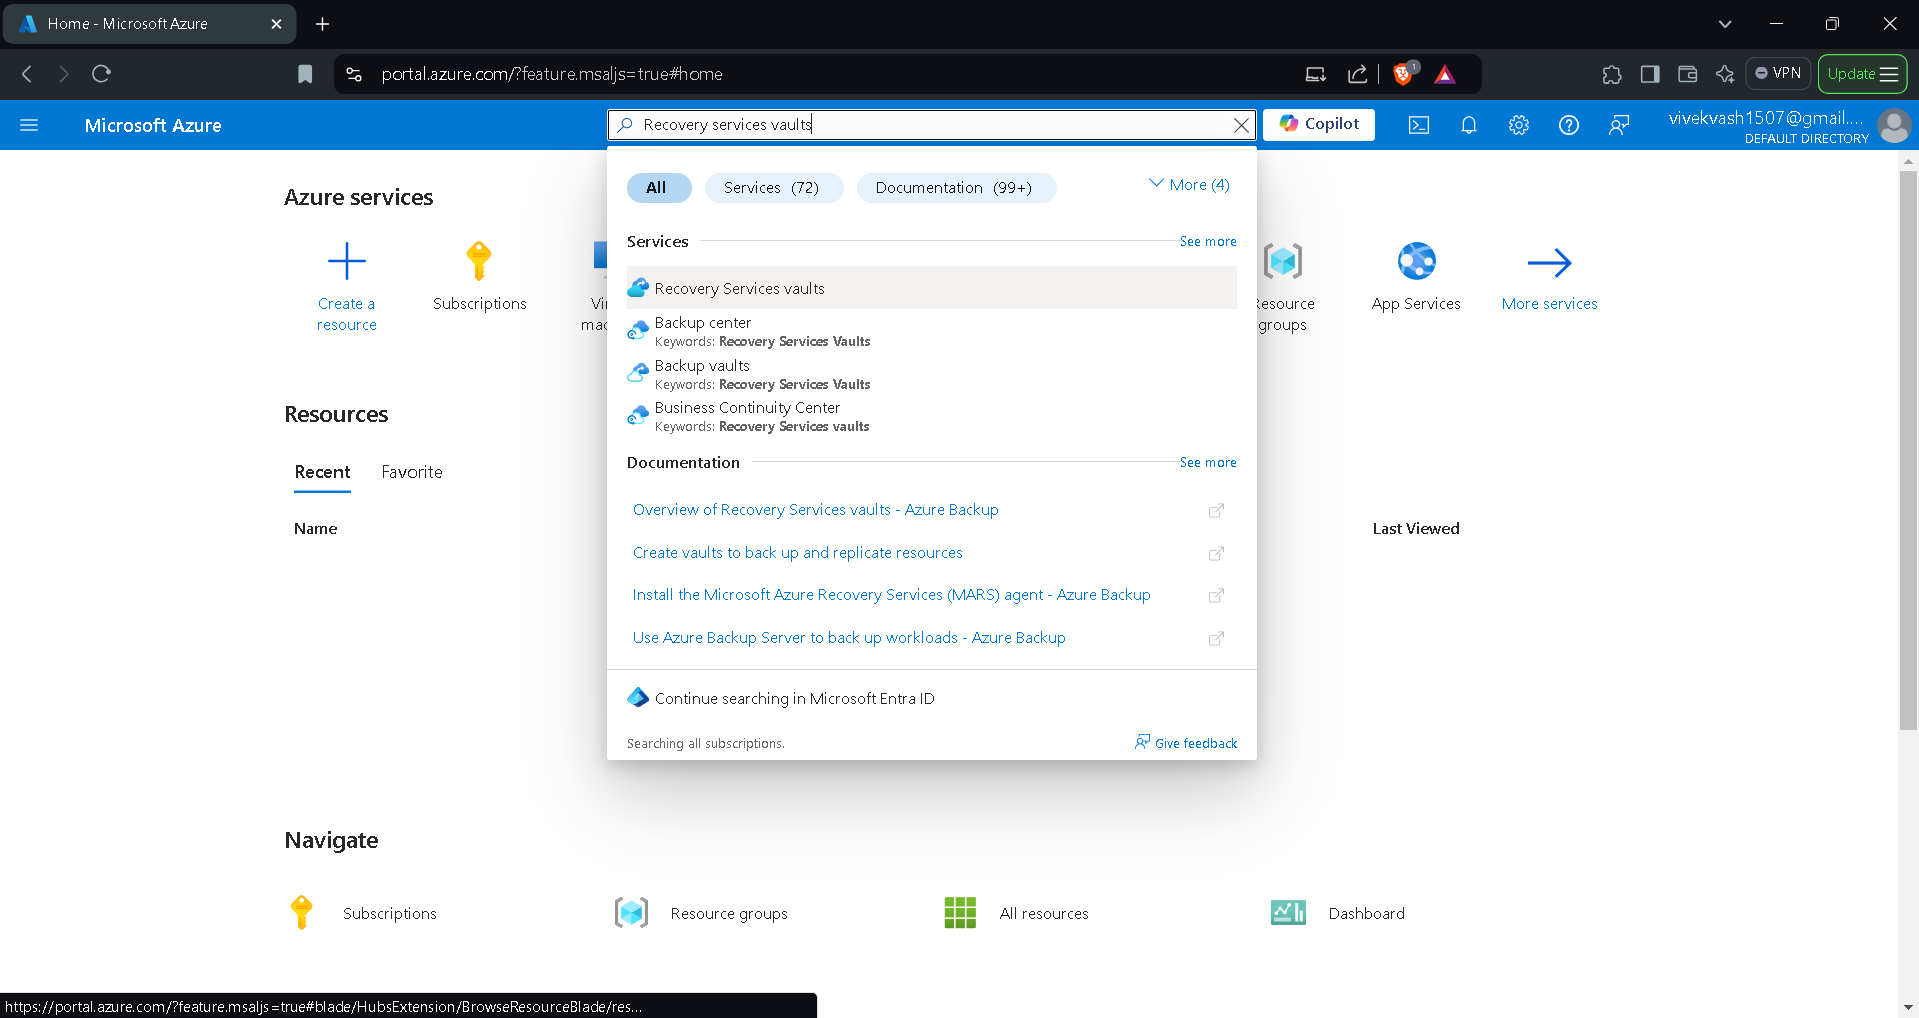 Home - Microsoft Azure
portal.azure.com/?feature.msaljs=true#home
1
VPN
Update
Microsoft Azure
Recovery services vaults
Copilot
vivekvash1507@gmail....
DEFAULT DIRECTORY
All
Services (72)
Documentation (99+)
More (4)
Azure services
Services
See more
Create a
resource
Subscriptions
Vir
mac
Recovery Services vaults
Backup center
Keywords: Recovery Services Vaults
Backup vaults
Keywords: Recovery Services Vaults
Business Continuity Center
Keywords: Recovery Services vaults
Resource
groups
App Services
More services
Resources
Recent
Favorite
Name
Last Viewed
Documentation
See more
Overview of Recovery Services vaults - Azure Backup
Create vaults to back up and replicate resources
Install the Microsoft Azure Recovery Services (MARS) agent - Azure Backup
Use Azure Backup Server to back up workloads - Azure Backup
Continue searching in Microsoft Entra ID
Searching all subscriptions.
Give feedback
Navigate
Subscriptions
Resource groups
All resources
Dashboard
https://portal.azure.com/?feature.msaljs=true#blade/HubsExtension/BrowseResourceBlade/res...